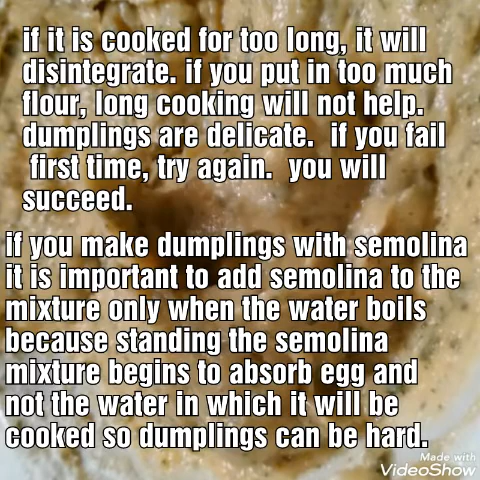 if it is cooked for too long, it will
disintegrate. if you put in too much
flour, long cooking will not help.
dumplings are delicate.  if you fail
first time, try again.  you will
succeed.
if you make dumplings with semolina
it is important to add semolina to the
mixture only when the water boils
because standing the semolina
mixture begins to absorb egg and
not the water in which it will be
cooked so dumplings can be hard.
Made with
VideoShow